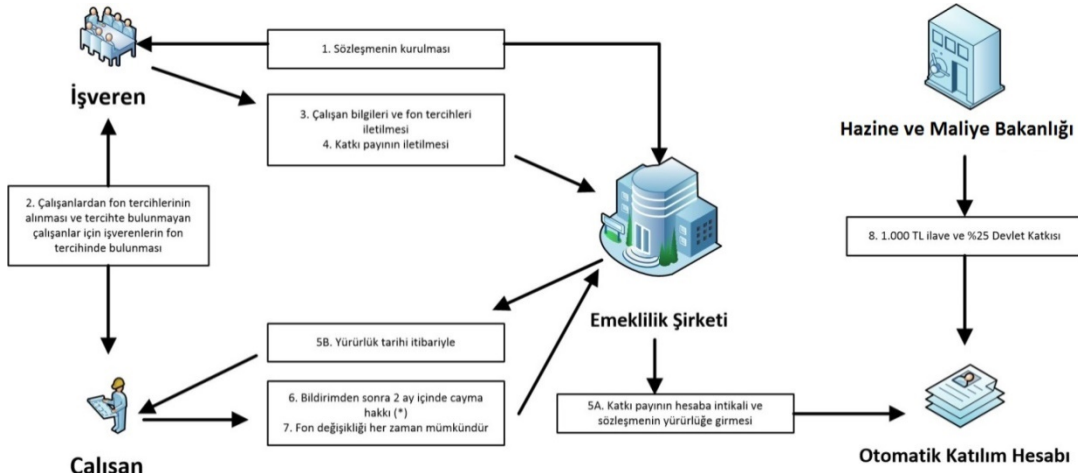 1. Sözleşmenin kurulması
İşveren
3. Çalışan bilgileri ve fon tercihleri
iletilmesi
4. Katkı payının iletilmesi
Hazine ve Maliye Bakanlığı
2. Çalışanlardan fon tercihlerinin
alınması ve tercihte bulunmayan
çalışanlar için işverenlerin fon
tercihinde bulunması
8. 1.000 TL ilave ve %25 Devlet Katkısı
Emeklilik Şirketi
5B. Yürürlük tarihi itibariyle
6. Bildirimden sonra 2 ay içinde cayma
hakkı (*)
7. Fon değişikliği her zaman mümkündür
5A. Katkı payının hesaba intikali ve
sözleşmenin yürürlüğe girmesi
Çalışan
Otomatik Katılım Hesabı